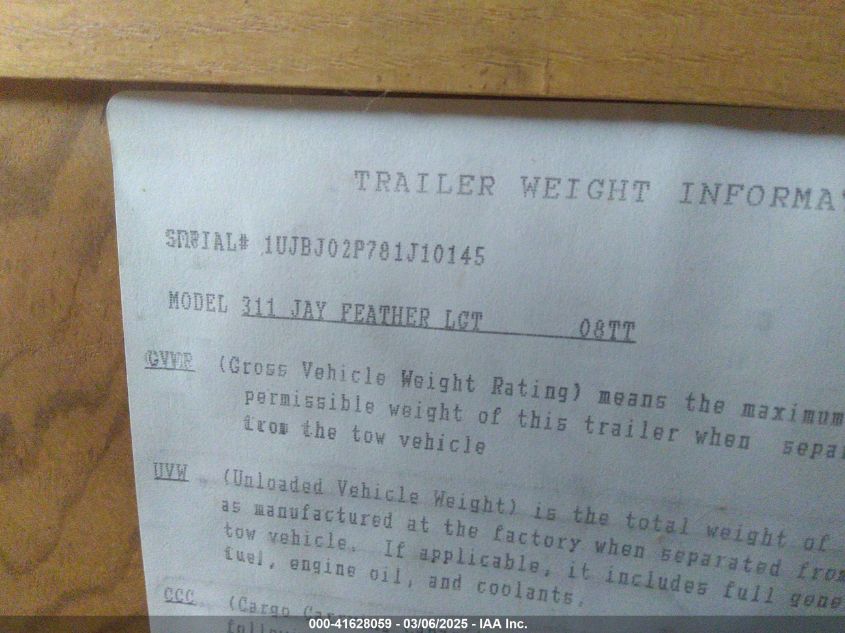 TRAILER WEIGHT INFORMA
SERIAL# 1UJBJ02P781J10145
MODEL 311 JAY FEATHER LGT 08TT
GVWR (Gross Vehicle Weight Rating) means the maximum
permissible weight of this trailer when separ
from the tow vehicle
UVW (Unloaded Vehicle Weight) is the total weight of
as manufactured at the factory when separated from
tow vehicle. If applicable, it includes full gene
fuel, engine oil, and coolants.
CCC (Cargo
000-41628059 - 03/06/2025 - IAA Inc.